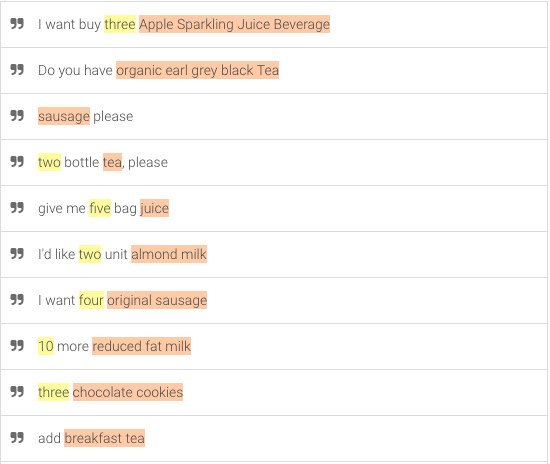 I want buy three Apple Sparkling Juice Beverage
Do you have organic earl grey black Tea
sausage please
two bottle tea, please
give me five bag juice
I'd like two unit almond milk
I want four original sausage
10 more reduced fat milk
three chocolate cookies
add breakfast tea